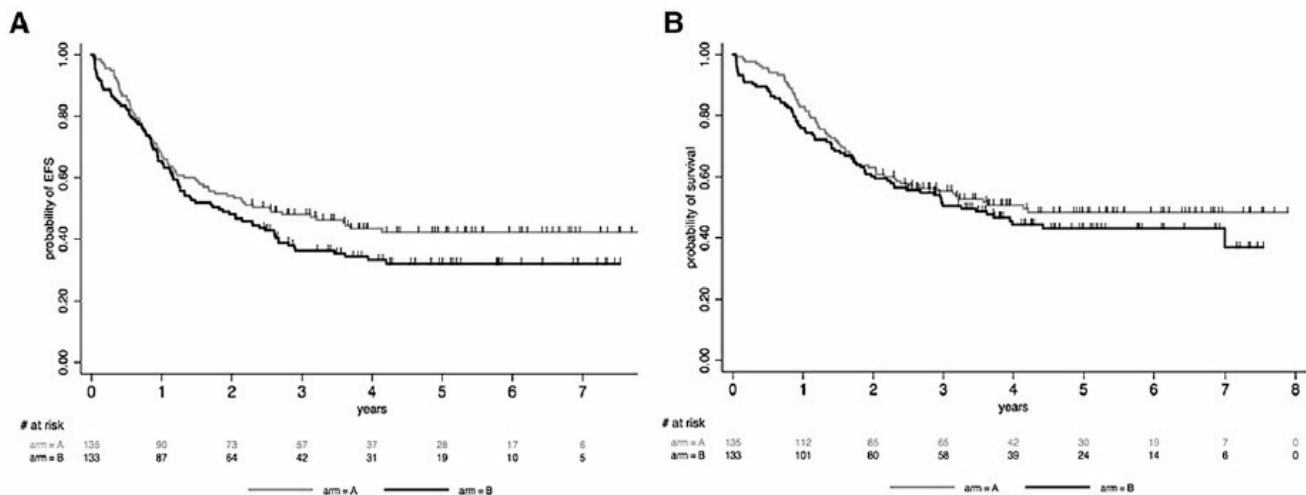 A
probability of EFS
1.00
0.80
0.60
0.40
0.20
0.00
0 1 2 3 4 5 6 7
years
# at risk
arm = A 135 90 73 57 37 28 17 6
arm = B 133 87 64 42 31 19 10 5
arm = A arm = B
B
probability of survival
1.00
0.80
0.60
0.40
0.20
0.00
0 1 2 3 4 5 6 7 8
years
# at risk
arm = A 135 112 85 65 42 30 19 7 0
arm = B 133 101 80 58 39 24 14 6 0
arm = A arm = B